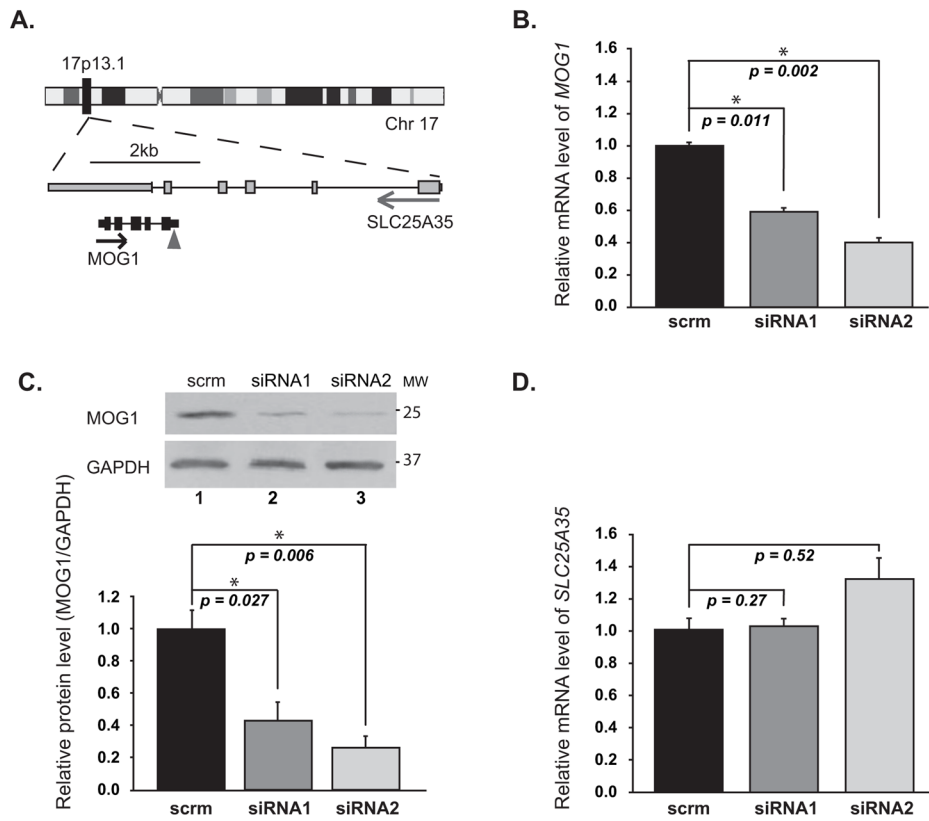 A.
17p13.1
Chr 17
2kb
SLC25A35
MOG1
B.
Relative mRNA level of MOG1
1.6
1.4
1.2
1.0
0.8
0.6
0.4
0.2
0.0
*
p = 0.002
*
p = 0.011
scrm siRNA1 siRNA2
C.
scrm siRNA1 siRNA2 MW
MOG1 25
GAPDH 37
1 2 3
Relative protein level (MOG1/GAPDH)
1.2
1.0
0.8
0.6
0.4
0.2
0.0
*
p = 0.006
*
p = 0.027
scrm siRNA1 siRNA2
D.
Relative mRNA level of SLC25A35
1.6
1.4
1.2
1.0
0.8
0.6
0.4
0.2
0.0
p = 0.52
p = 0.27
scrm siRNA1 siRNA2